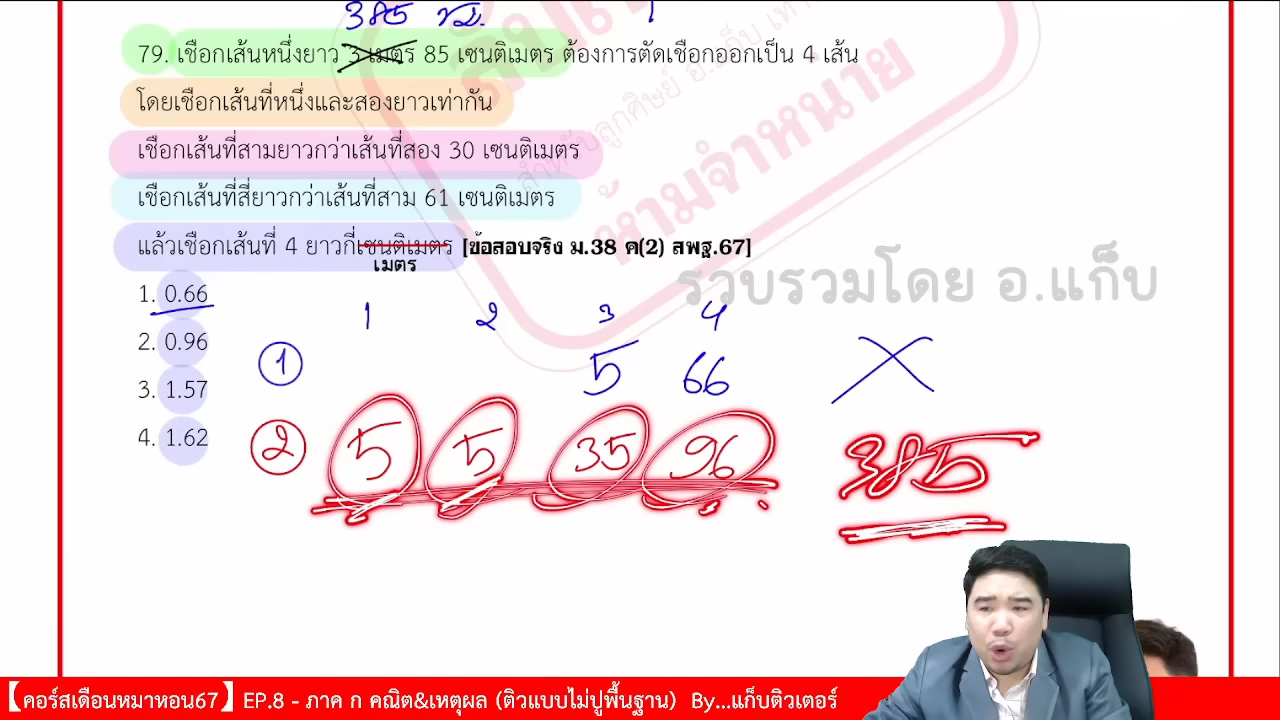 385 ซม.
79. เชือกเส้นหนึ่งยาว 3 เมตร 85 เซนติเมตร ต้องการตัดเชือกออกเป็น 4 เส้น
โดยเชือกเส้นที่หนึ่งและสองยาวเท่ากัน
เชือกเส้นที่สามยาวกว่าเส้นที่สอง 30 เซนติเมตร
เชือกเส้นที่สี่ยาวกว่าเส้นที่สาม 61 เซนติเมตร
แล้วเชือกเส้นที่ 4 ยาวกี่เซนติเมตร [ข้อสอบจริง ม.38 ค(2) สพฐ.67]
เมตร
รวบรวมโดย อ.แก็บ
ห้ามจำหน่าย
1. 0.66
2. 0.96
3. 1.57
4. 1.62
1 2 3 4
1 5 66
2 5 5 35 96 385
【คอร์สเดือนหมาหอน67】 EP.8 - ภาค ก คณิต&เหตุผล (ติวแบบไม่ปูพื้นฐาน) By...แก็บติวเตอร์